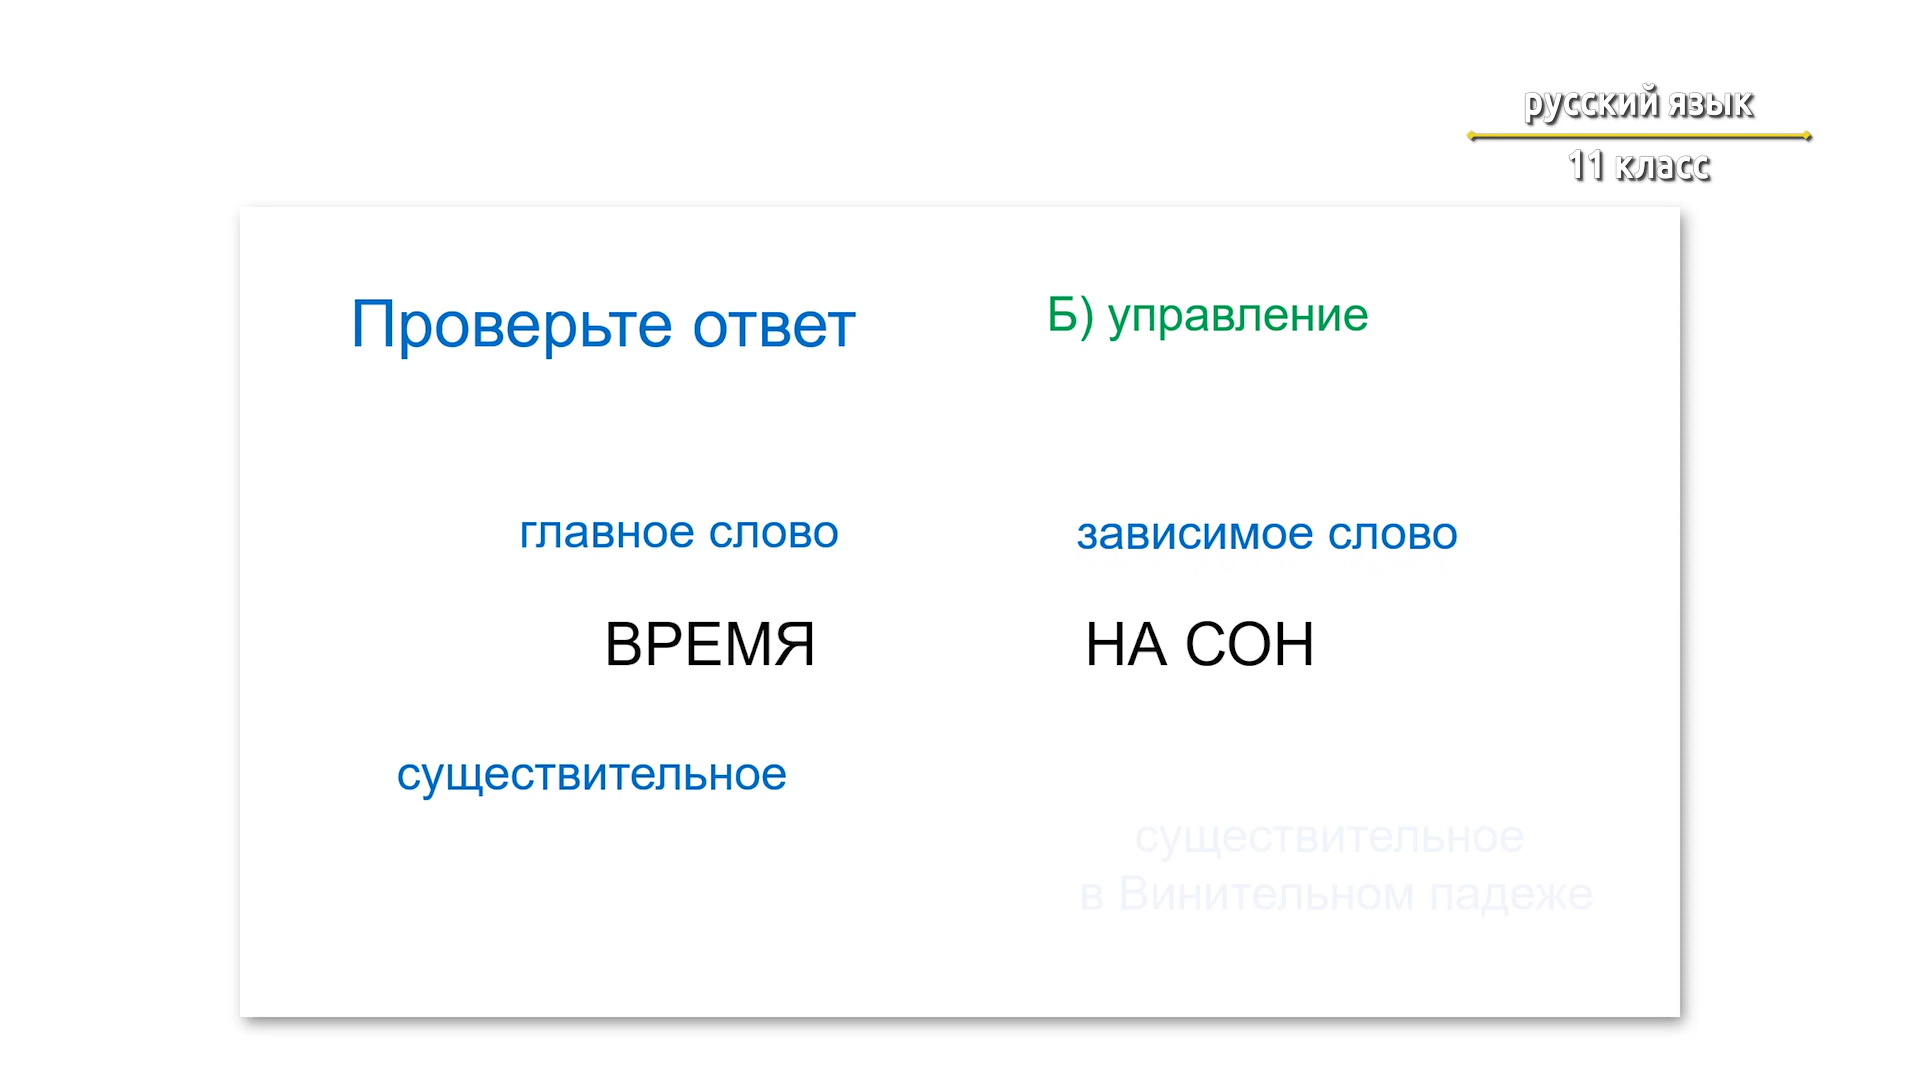 русский язык
11 класс
Проверьте ответ
Б) управление
главное слово
зависимое слово
ВРЕМЯ
НА СОН
существительное
существительное
в Винительном падеже